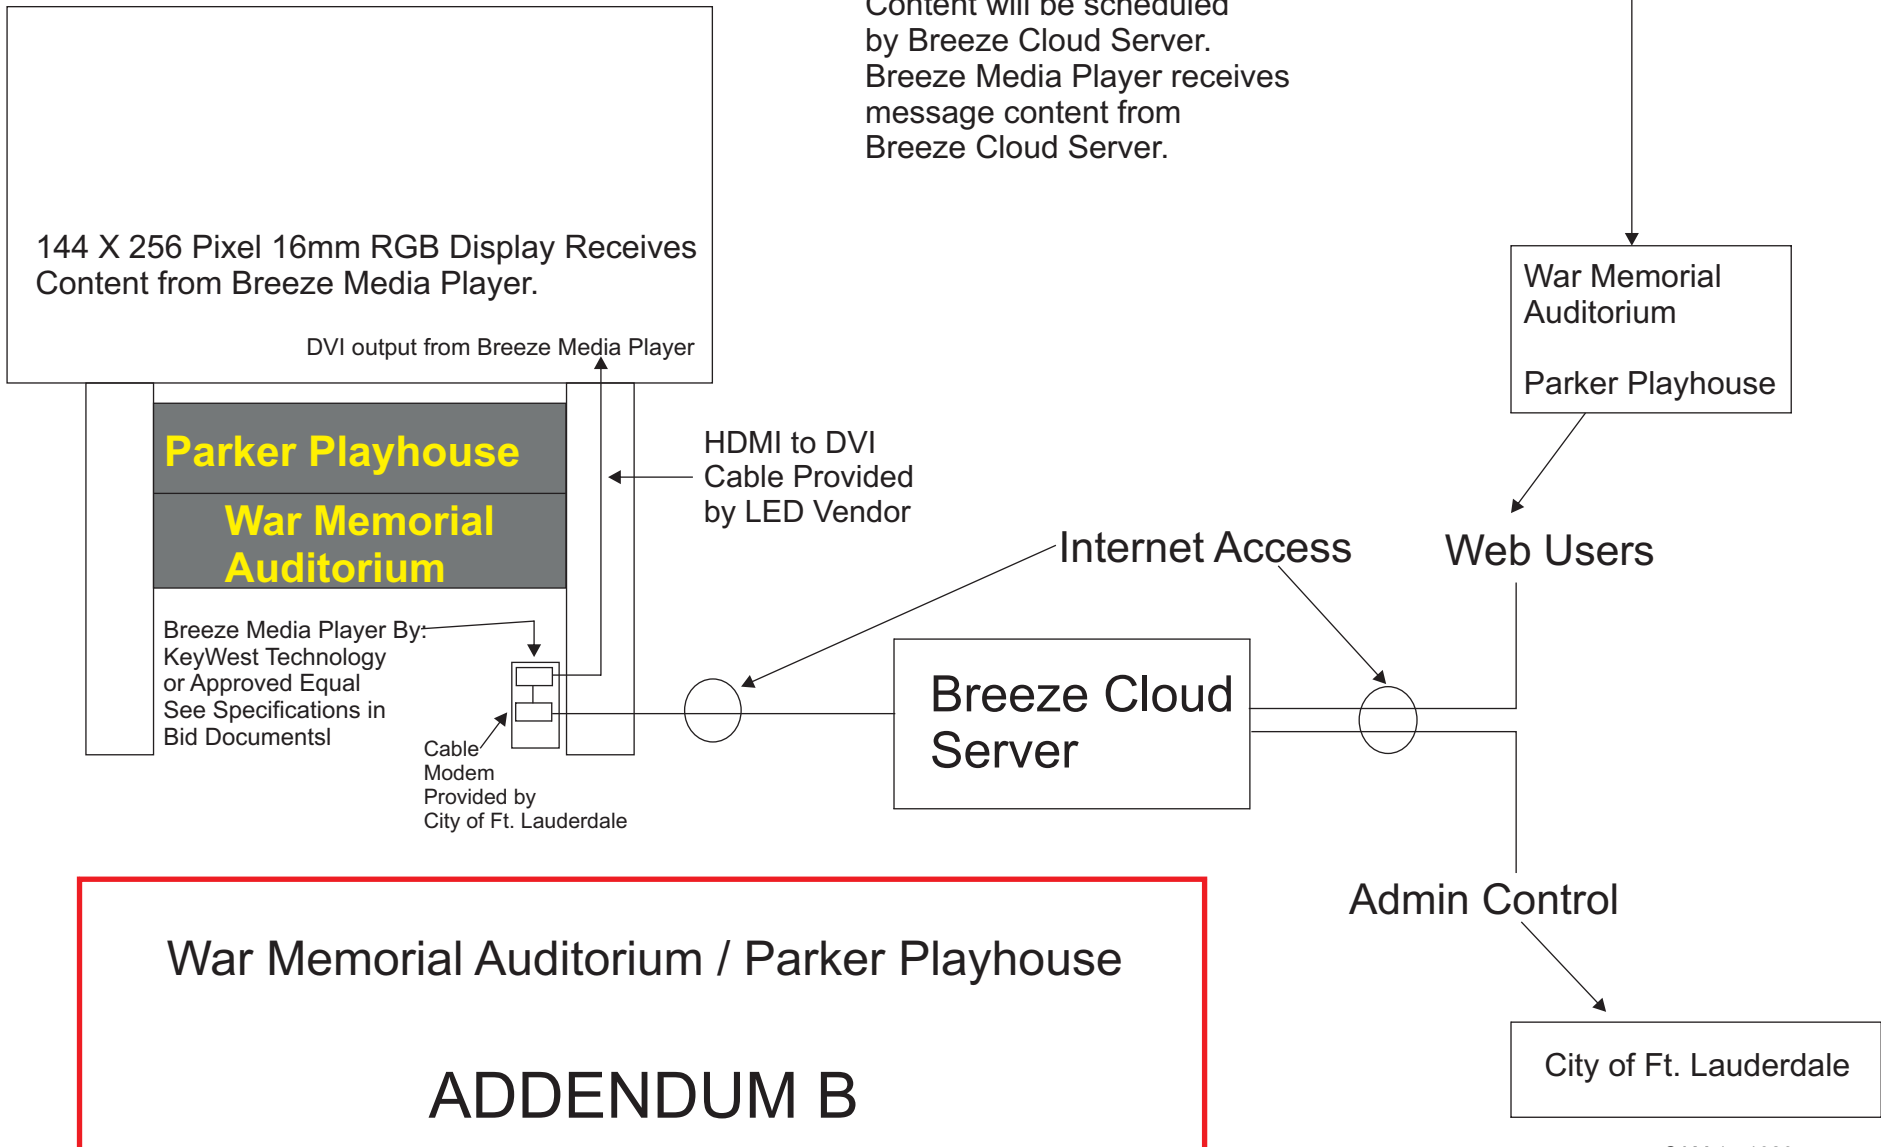 Content will be scheduled
by Breeze Cloud Server.
Breeze Media Player receives
message content from
Breeze Cloud Server.
144 X 256 Pixel 16mm RGB Display Receives
Content from Breeze Media Player.
DVI output from Breeze Media Player
War Memorial
Auditorium
Parker Playhouse
Parker Playhouse
War Memorial
Auditorium
HDMI to DVI
Cable Provided
by LED Vendor
Internet Access
Web Users
Breeze Media Player By:
KeyWest Technology
or Approved Equal
See Specifications in
Bid Documentsl
Cable
Modem
Provided by
City of Ft. Lauderdale
Breeze Cloud
Server
Admin Control
City of Ft. Lauderdale
War Memorial Auditorium / Parker Playhouse
ADDENDUM B